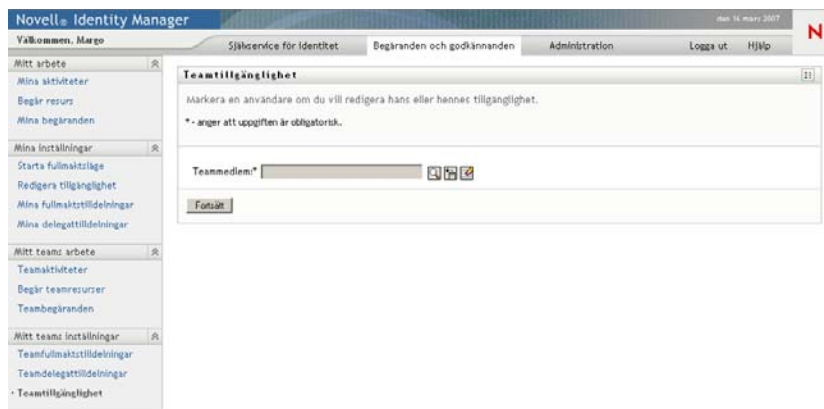 Novell® Identity Manager
den 16 mars 2007
N
Välkommen, Margo
Självservice för identitet
Begäranden och godkännanden
Administration
Logga ut
Hjälp
Mitt arbete
Mina aktiviteter
Begär resurs
Mina begäranden
Mina inställningar
Starta fullmaktsläge
Redigera tillgänglighet
Mina fullmaktstilldelningar
Mina delegattilldelningar
Mitt teams arbete
Teamaktiviteter
Begär teamresurser
Teambegäranden
Mitt teams inställningar
Teamfullmaktstilldelningar
Teamdelegattilldelningar
Teamtillgänglighet
Teamtillgänglighet
Markera en användare om du vill redigera hans eller hennes tillgänglighet.
* - anger att uppgiften är obligatorisk.
Teammedlem:*
Fortsätt